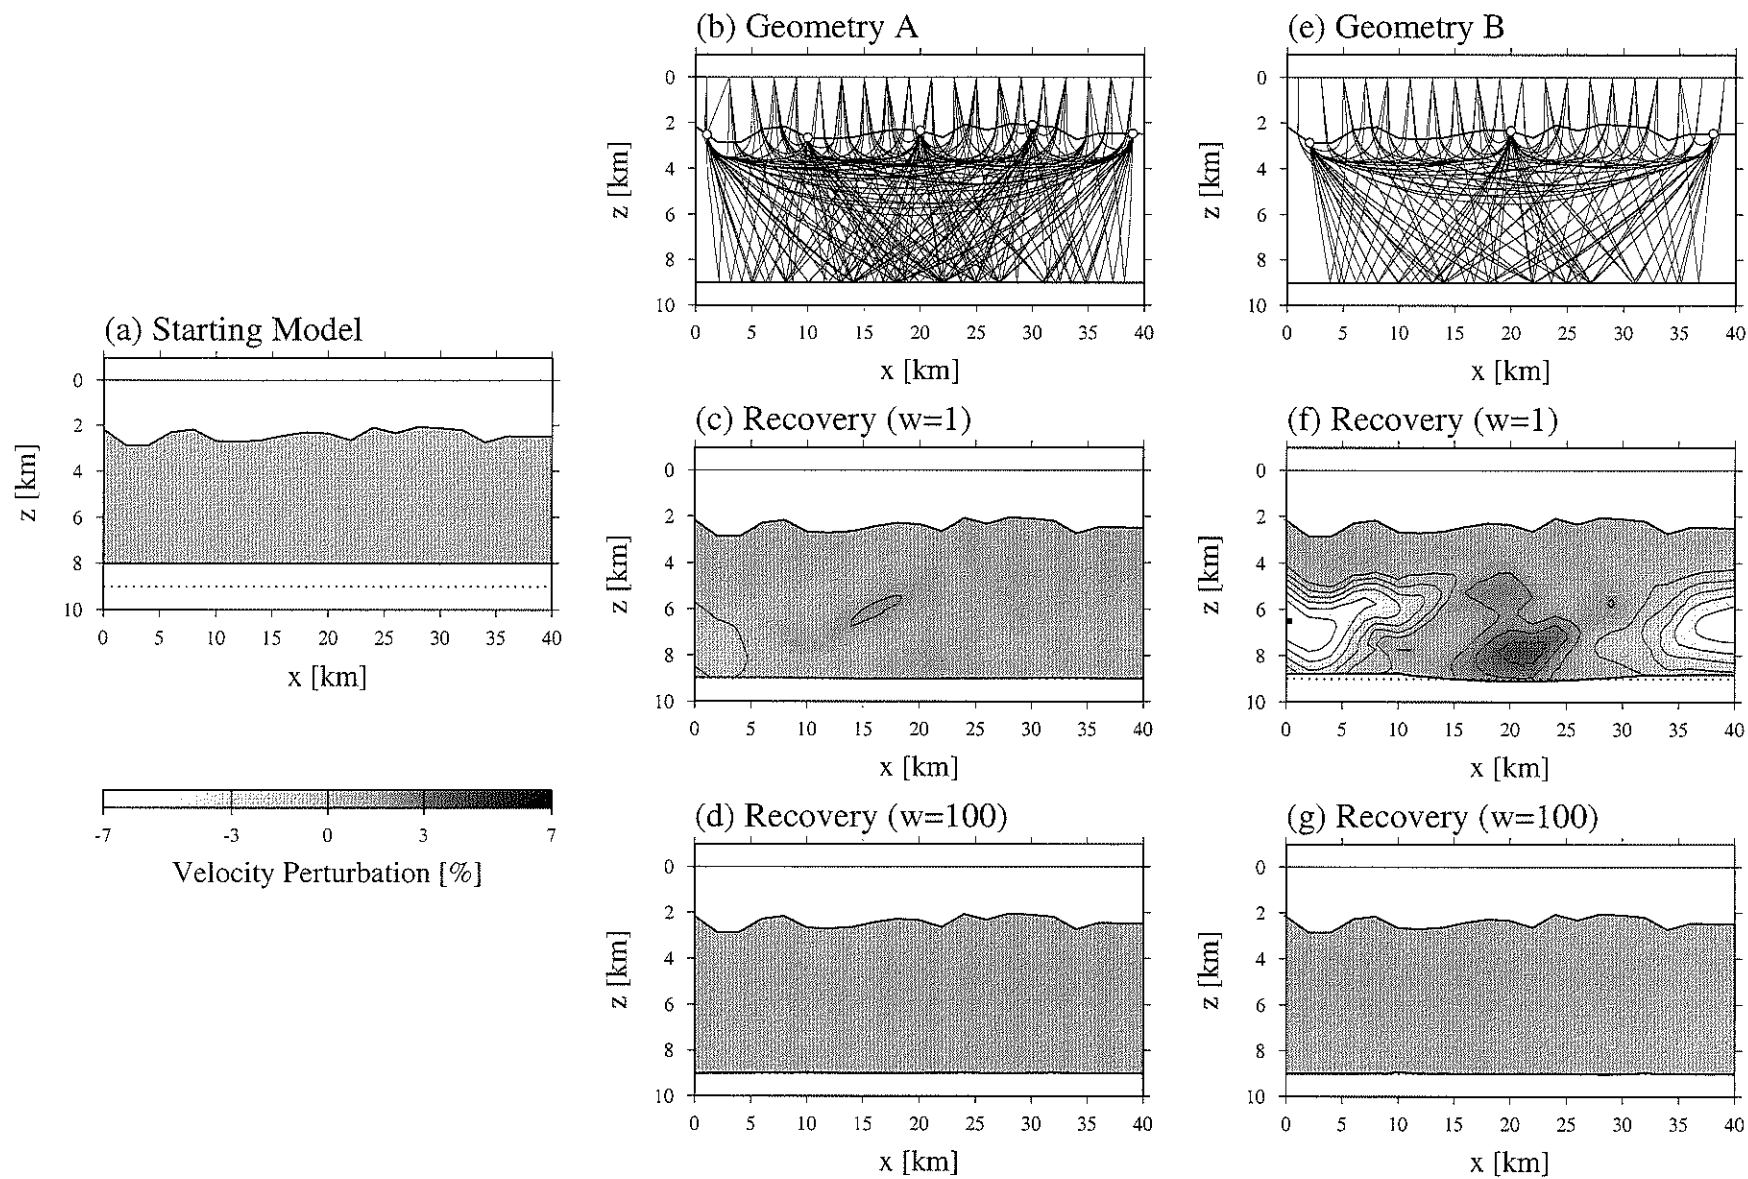 (a) Starting Model
0
2
4
6
8
10
z [km]
0 5 10 15 20 25 30 35 40
x [km]
-7 -3 0 3 7
Velocity Perturbation [%]
(b) Geometry A
0
2
4
6
8
10
z [km]
0 5 10 15 20 25 30 35 40
x [km]
(c) Recovery (w=1)
0
2
4
6
8
10
z [km]
0 5 10 15 20 25 30 35 40
x [km]
(d) Recovery (w=100)
0
2
4
6
8
10
z [km]
0 5 10 15 20 25 30 35 40
x [km]
(e) Geometry B
0
2
4
6
8
10
z [km]
0 5 10 15 20 25 30 35 40
x [km]
(f) Recovery (w=1)
0
2
4
6
8
10
z [km]
0 5 10 15 20 25 30 35 40
x [km]
(g) Recovery (w=100)
0
2
4
6
8
10
z [km]
0 5 10 15 20 25 30 35 40
x [km]